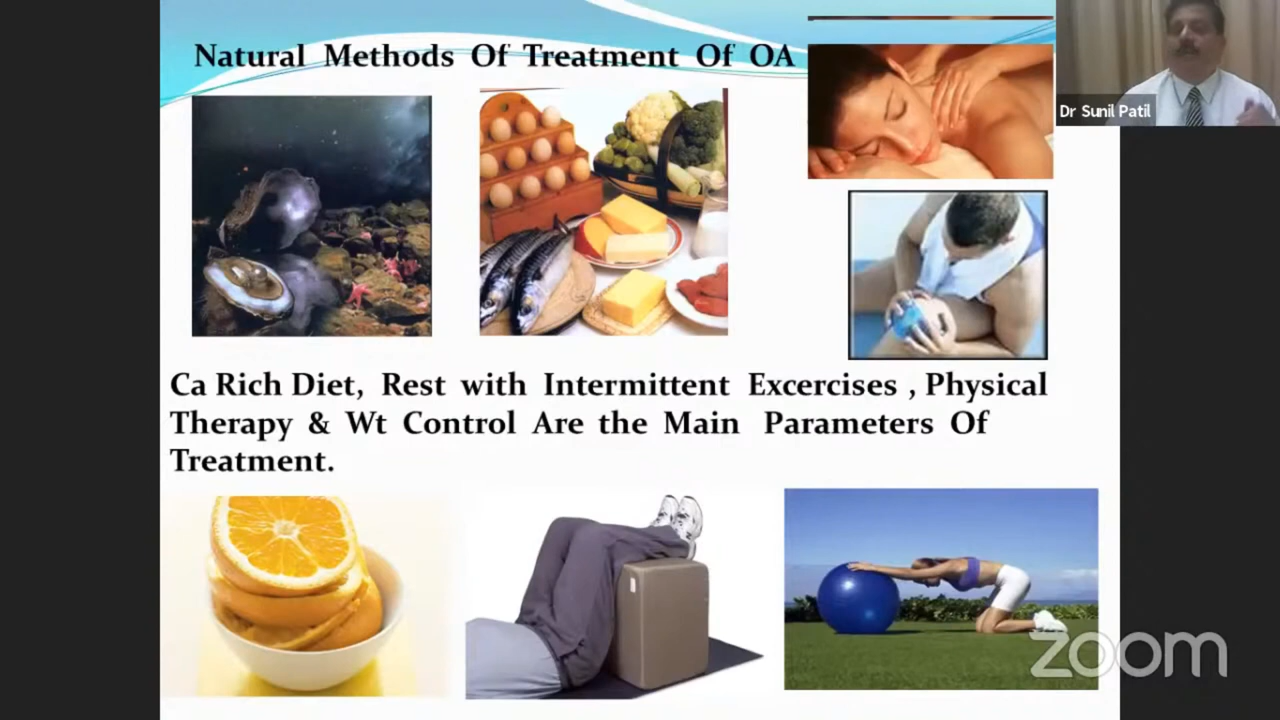 Natural Methods Of Treatment Of OA
Dr Sunil Patil
Ca Rich Diet, Rest with Intermittent Excercises , Physical
Therapy & Wt Control Are the Main Parameters Of
Treatment.
zoom